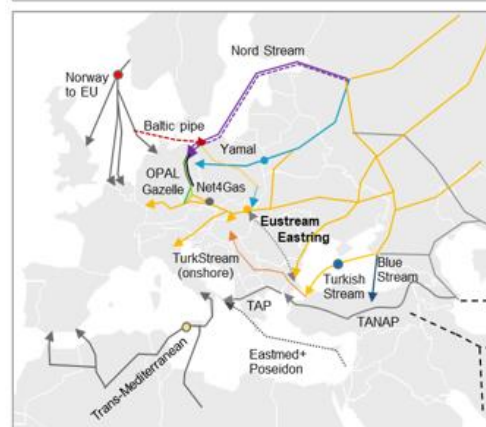 Nord Stream
Norway
to EU
Baltic pipe
Yamal
OPAL
Gazelle
Net4Gas
Eustream
Eastring
TurkStream
(onshore)
Blue
Stream
Turkish
Stream
TAP
TANAP
Eastmed+
Poseidon
Trans-Mediterranean